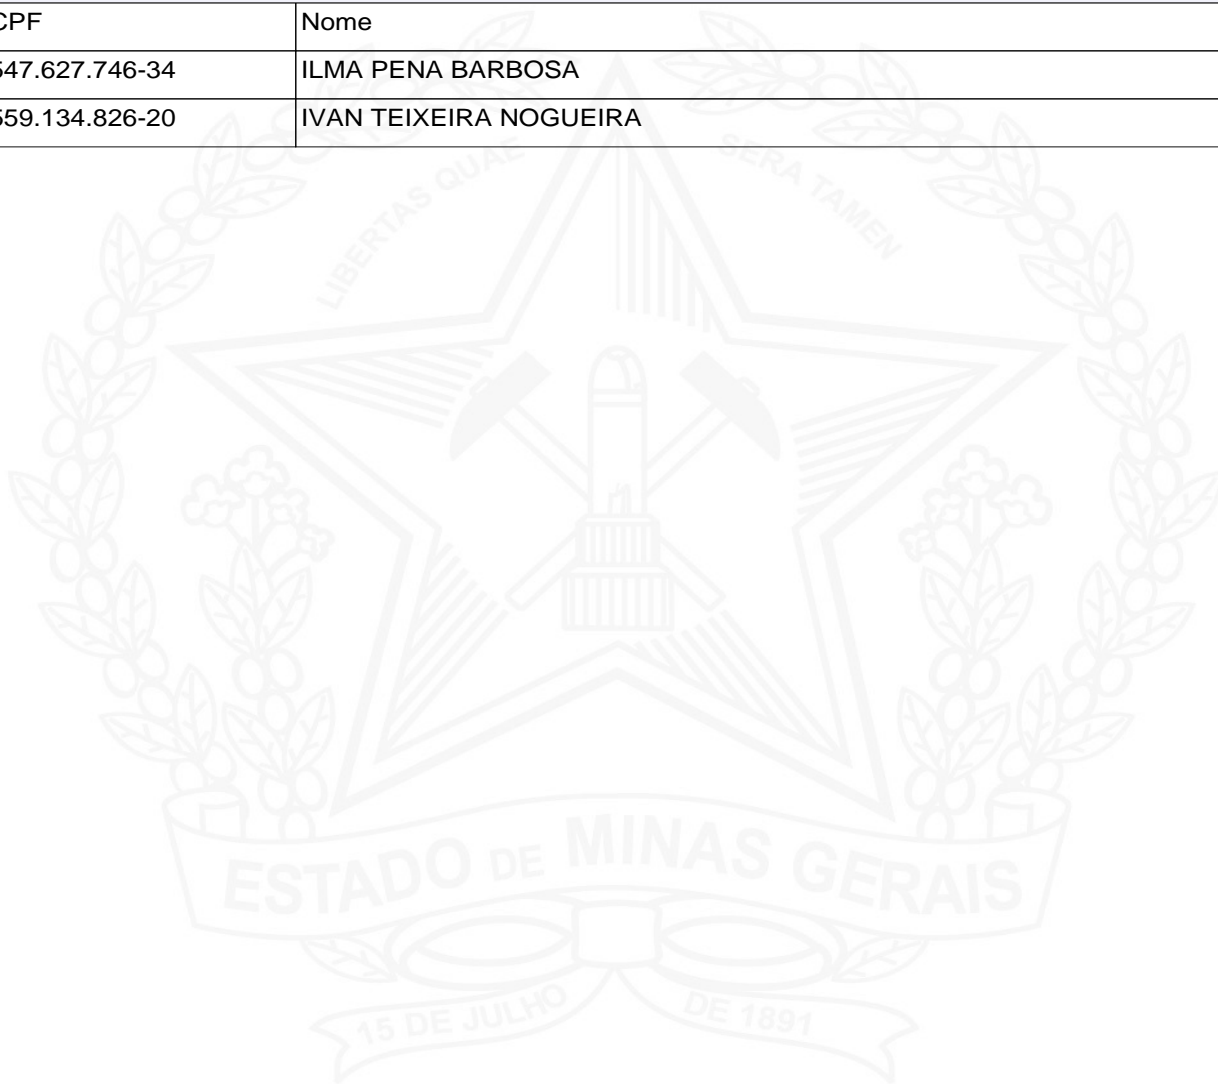 CPF Nome
547.627.746-34 ILMA PENA BARBOSA
559.134.826-20 IVAN TEIXEIRA NOGUEIRA
LIBERTAS QUAE SERA TAMEN
ESTADO DE MINAS GERAIS
15 DE JULHO DE 1891